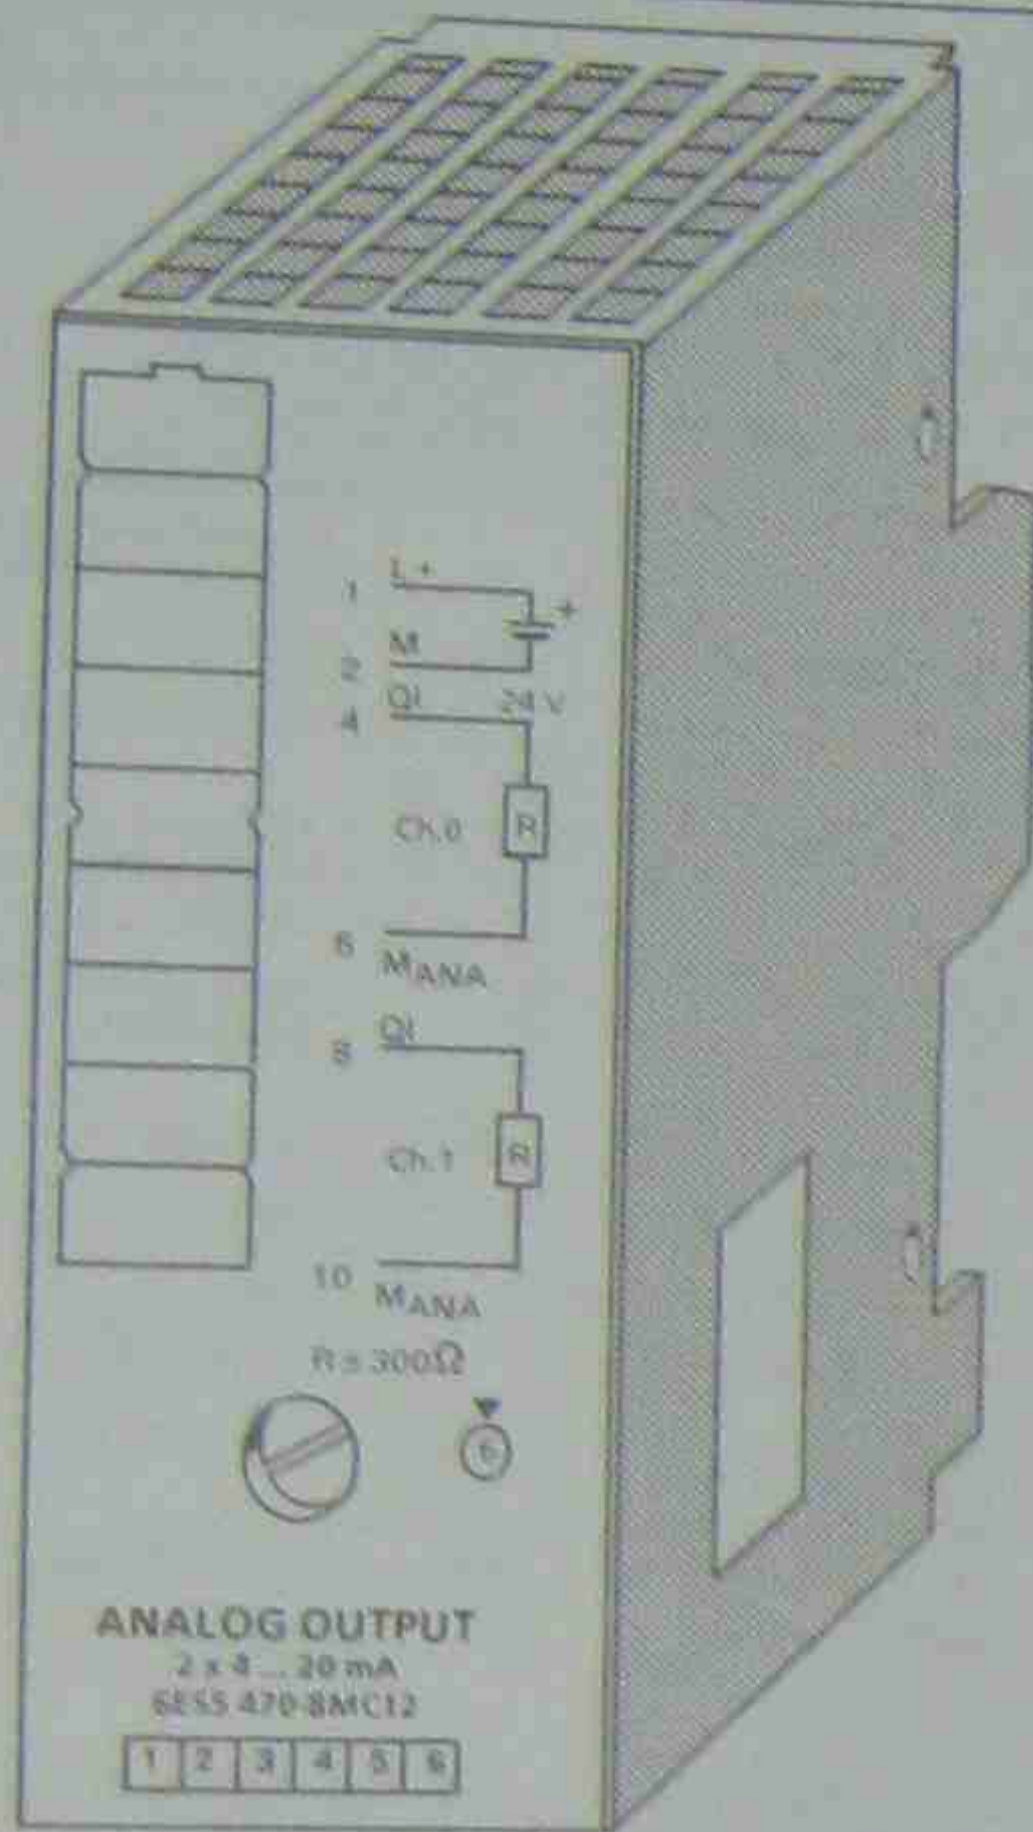 L +
1
+
M
2
QI
24 V
4
Ch.0
R
6
MANA
QI
8
Ch.1
R
10
MANA
R ≤ 300Ω
6
ANALOG OUTPUT
2 x 4 ... 20 mA
6ES5 470-8MC12
1 2 3 4 5 6